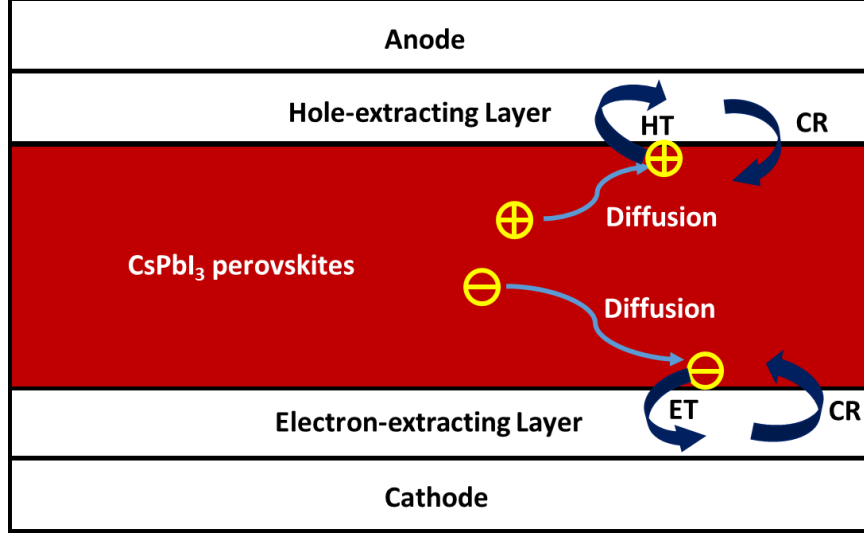 Anode
Hole-extracting Layer
HT
CR
Diffusion
CsPbI₃ perovskites
Diffusion
ET
CR
Electron-extracting Layer
Cathode